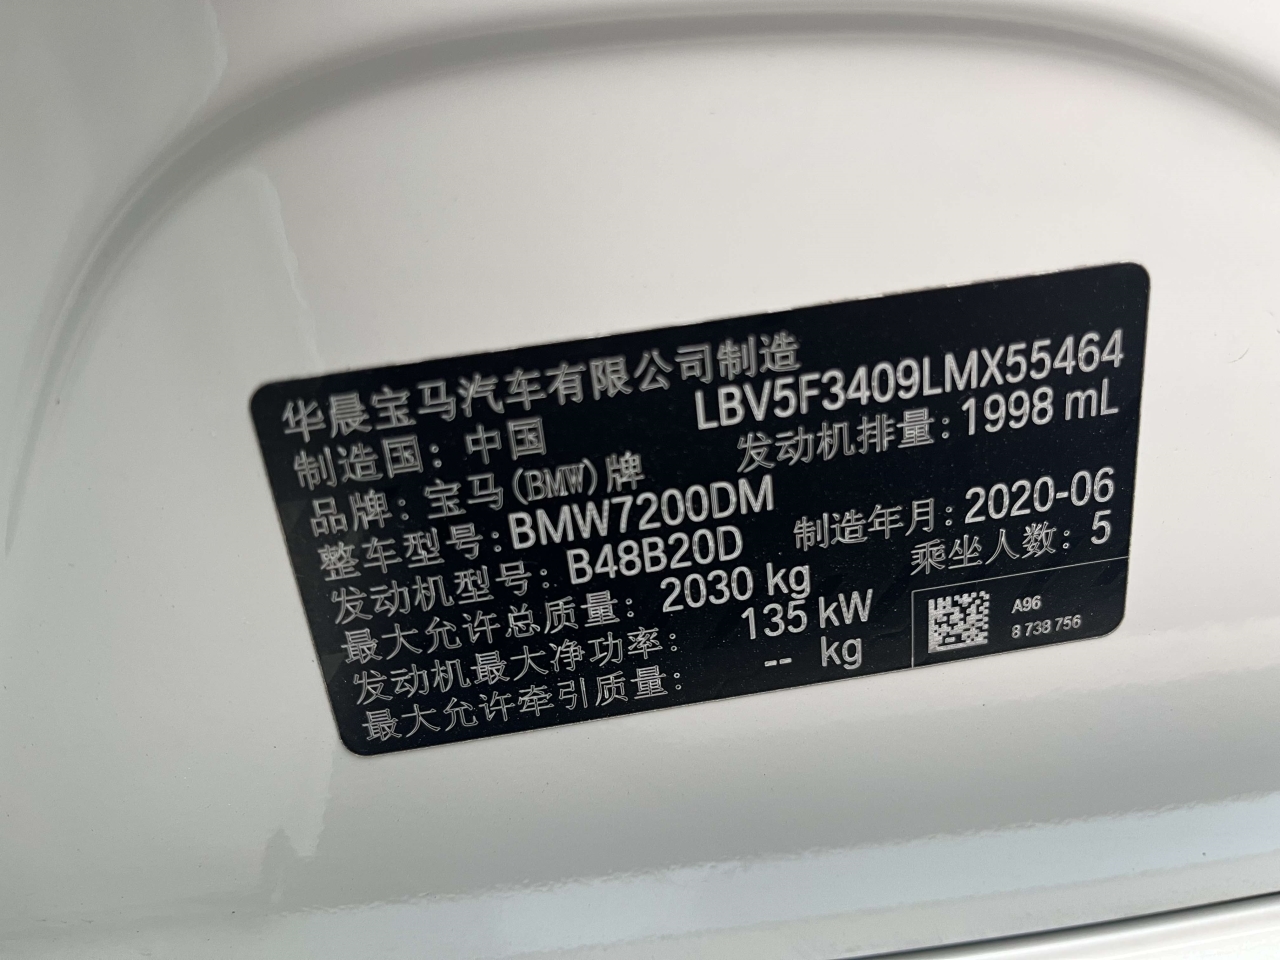 华晨宝马汽车有限公司制造
制造国：中国 LBV5F3409LMX55464
品牌：宝马(BMW)牌 发动机排量：1998 mL
整车型号：BMW7200DM
发动机型号：B48B20D 制造年月：2020-06
最大允许总质量：2030 kg 乘坐人数：5
发动机最大净功率：135 kW
最大允许牵引质量：-- kg
A96
8 738 756